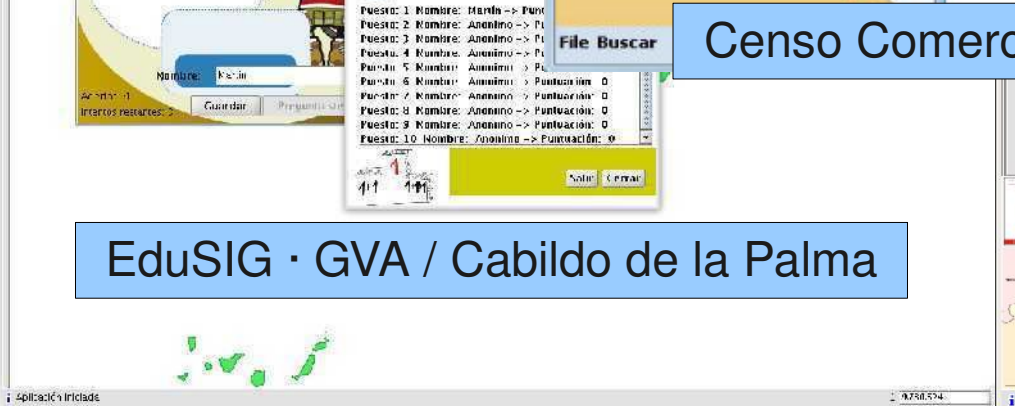 Puesto: 1 Nombre: Martin -> Punt
Puesto: 2 Nombre: Anonimo -> Pu
Puesto: 3 Nombre: Anonimo -> Pu
Puesto: 4 Nombre: Anonimo -> Pu
Puesto: 5 Nombre: Anonimo -> Pu
Puesto: 6 Nombre: Anonimo -> Puntuación: 0
Puesto: 7 Nombre: Anonimo -> Puntuación: 0
Puesto: 8 Nombre: Anonimo -> Puntuación: 0
Puesto: 9 Nombre: Anonimo -> Puntuación: 0
Puesto: 10 Nombre: Anonimo -> Puntuación: 0
File Buscar
Censo Comerc
Nombre: Martin
Intentos restantes:
Guardar
Salir Cerrar
EduSIG · GVA / Cabildo de la Palma
Aplicación iniciada